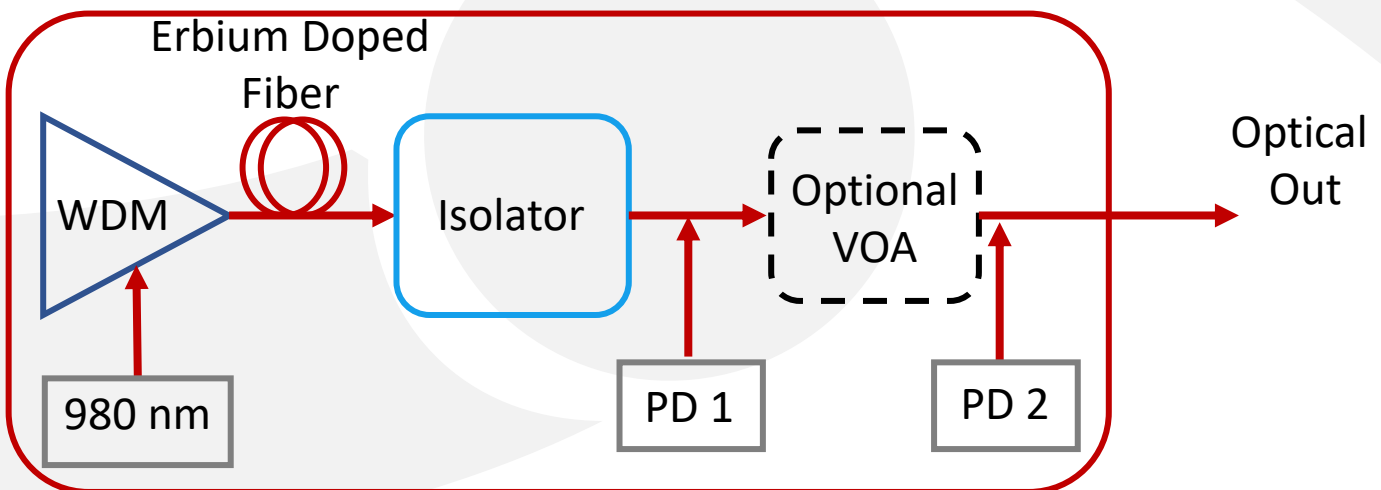 Erbium Doped
Fiber
WDM
Isolator
Optional
VOA
Optical
Out
980 nm
PD 1
PD 2